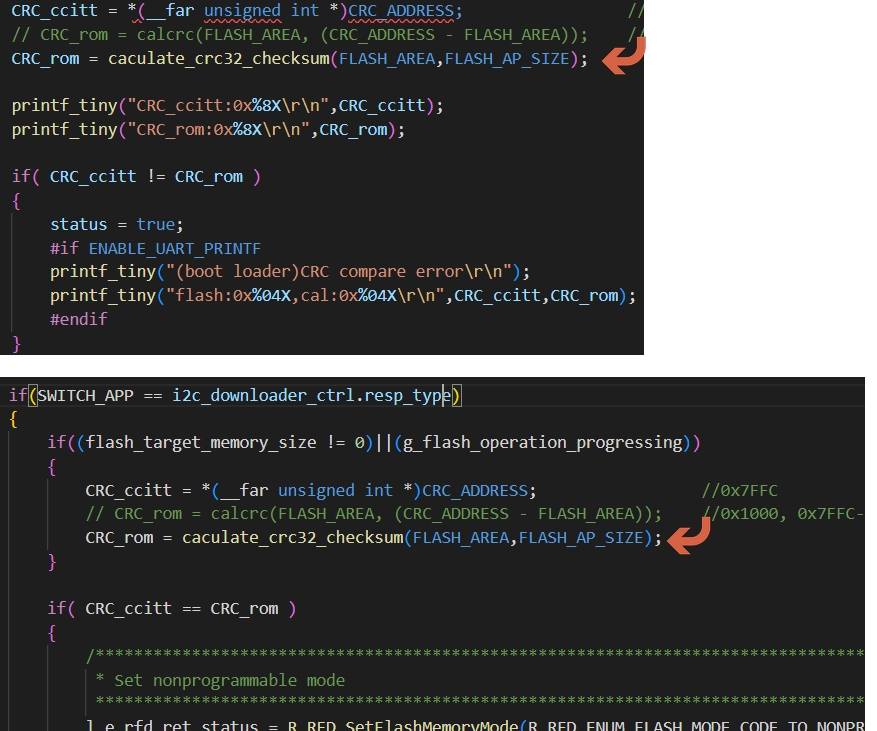 CRC_ccitt = *(__far unsigned int *)CRC_ADDRESS; //
// CRC_rom = calcrc(FLASH_AREA, (CRC_ADDRESS - FLASH_AREA)); //
CRC_rom = caculate_crc32_checksum(FLASH_AREA,FLASH_AP_SIZE);
printf_tiny("CRC_ccitt:0x%8X\r\n",CRC_ccitt);
printf_tiny("CRC_rom:0x%8X\r\n",CRC_rom);
if( CRC_ccitt != CRC_rom )
{
status = true;
#if ENABLE_UART_PRINTF
printf_tiny("(boot loader)CRC compare error\r\n");
printf_tiny("flash:0x%04X,cal:0x%04X\r\n",CRC_ccitt,CRC_rom);
#endif
}
if(SWITCH_APP == i2c_downloader_ctrl.resp_type)
{
if((flash_target_memory_size != 0)||(g_flash_operation_progressing))
{
CRC_ccitt = *(__far unsigned int *)CRC_ADDRESS; //0x7FFC
// CRC_rom = calcrc(FLASH_AREA, (CRC_ADDRESS - FLASH_AREA)); //0x1000, 0x7FFC-
CRC_rom = caculate_crc32_checksum(FLASH_AREA,FLASH_AP_SIZE);
}
if( CRC_ccitt == CRC_rom )
{
/********************************************************************************
* Set nonprogrammable mode
********************************************************************************
l_e_rfd_ret_status = R_RFD_SetFlashMemoryMode(R_RFD_ENUM_FLASH_MODE_CODE_TO_NONPR